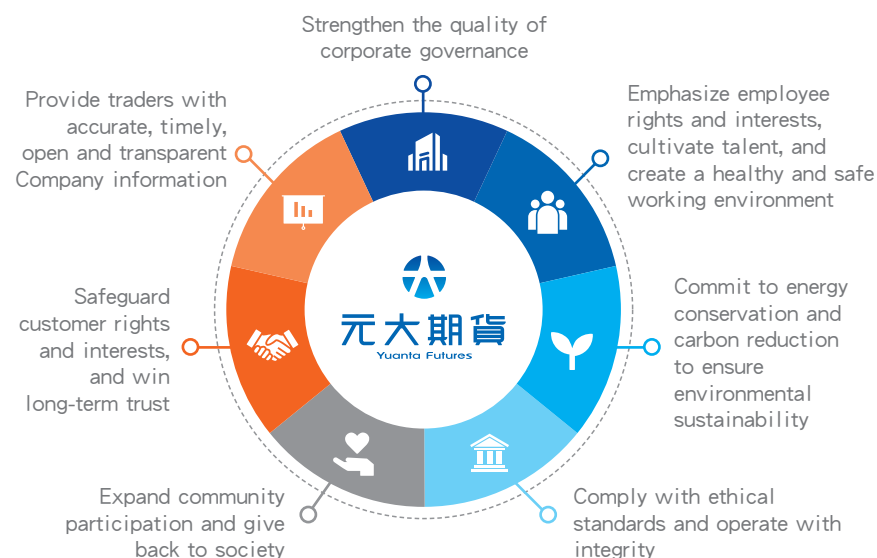 Strengthen the quality of
corporate governance
Emphasize employee
rights and interests,
cultivate talent, and
create a healthy and safe
working environment
Commit to energy
conservation and
carbon reduction
to ensure
environmental
sustainability
Comply with ethical
standards and operate with
integrity
Expand community
participation and give
back to society
Safeguard
customer rights
and interests,
and win
long-term trust
Provide traders with
accurate, timely,
open and transparent
Company information
元大期貨
Yuanta Futures